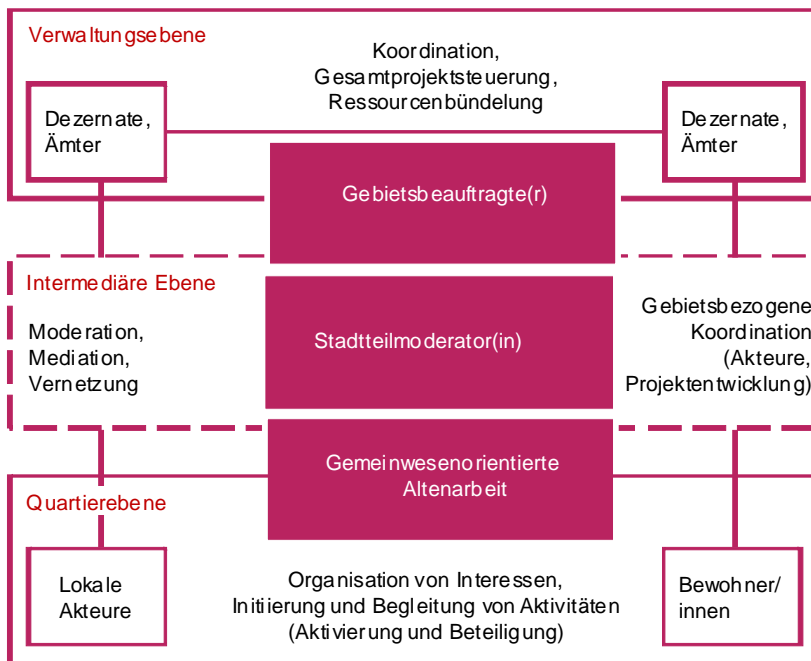 Verwaltungsebene
Koordination,
Gesamtprojektsteuerung,
Ressourcenbündelung
Dezernate,
Ämter
Dezernate,
Ämter
Gebietsbeauftragte(r)
Intermediäre Ebene
Moderation,
Mediation,
Vernetzung
Stadtteilmoderator(in)
Gebietsbezogene
Koordination
(Akteure,
Projektentwicklung)
Gemeinwesenorientierte
Altenarbeit
Quartierebene
Lokale
Akteure
Organisation von Interessen,
Initiierung und Begleitung von Aktivitäten
(Aktivierung und Beteiligung)
Bewohner/
innen